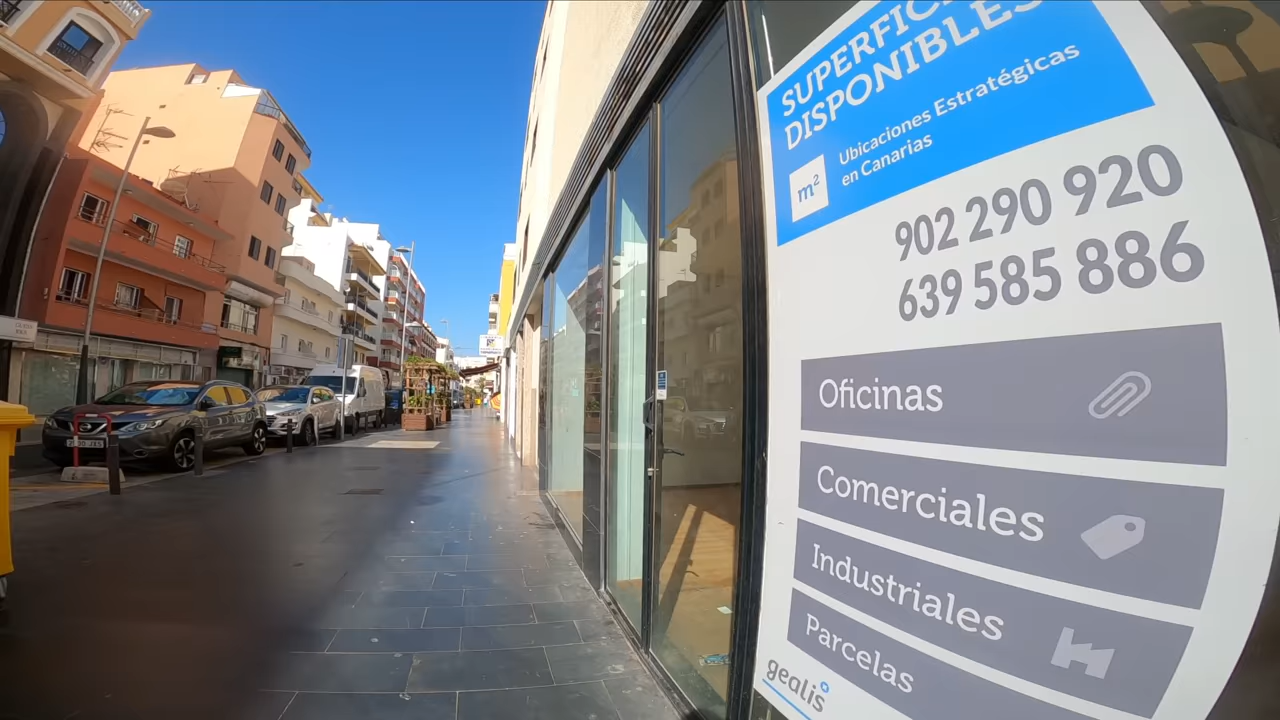 SUPERFICIES
DISPONIBLES
m²
Ubicaciones Estratégicas
en Canarias
902 290 920
639 585 886
Oficinas
Comerciales
Industriales
Parcelas
gealis